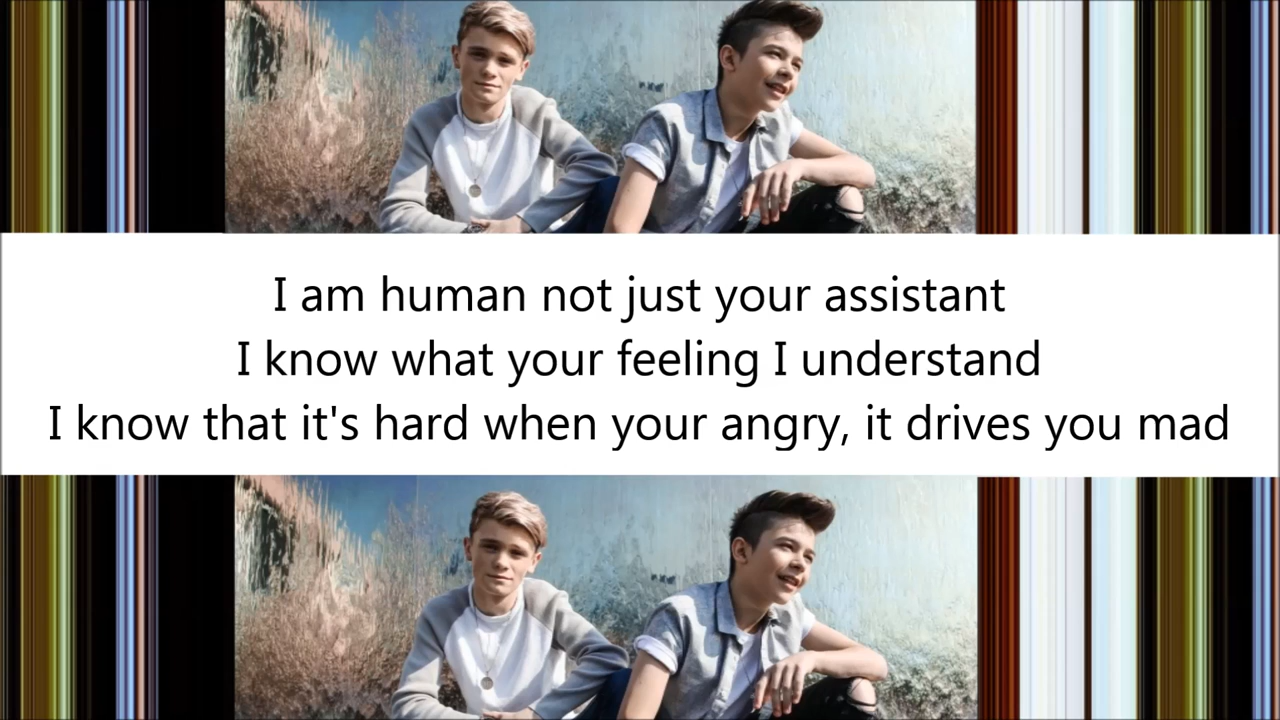 I am human not just your assistant
I know what your feeling I understand
I know that it's hard when your angry, it drives you mad